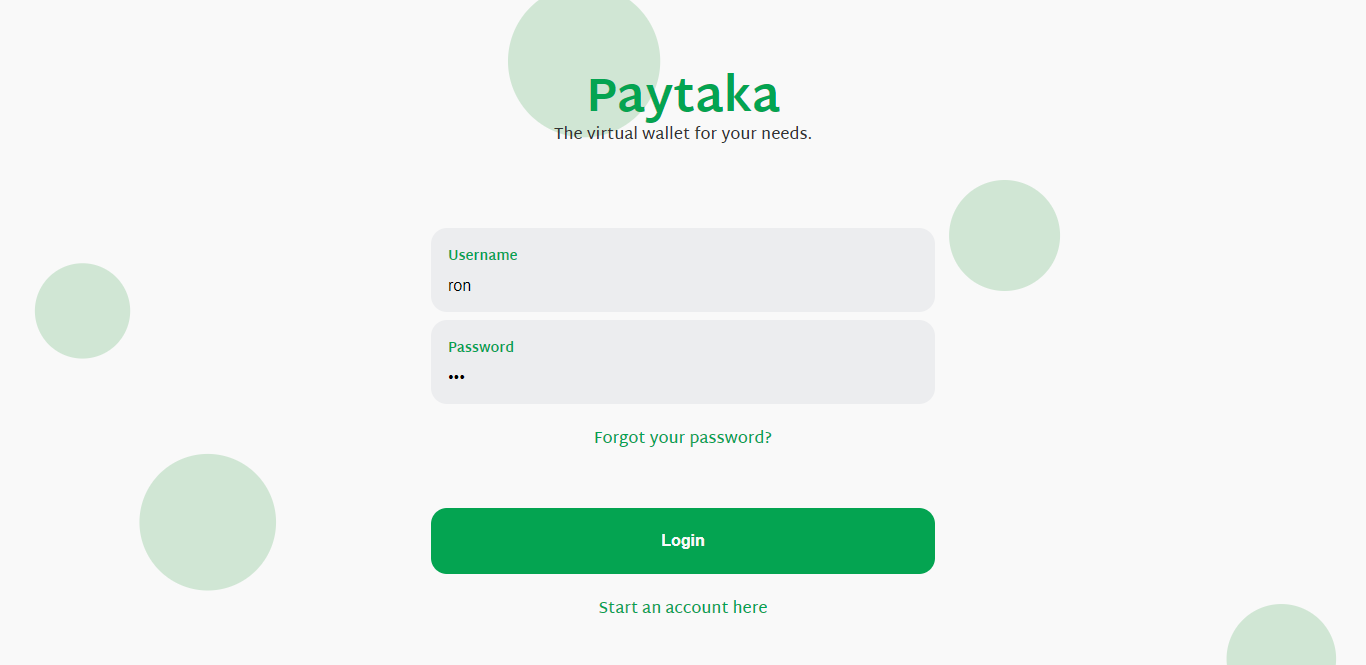 Paytaka
The virtual wallet for your needs.
Username
ron
Password
•••
Forgot your password?
Login
Start an account here